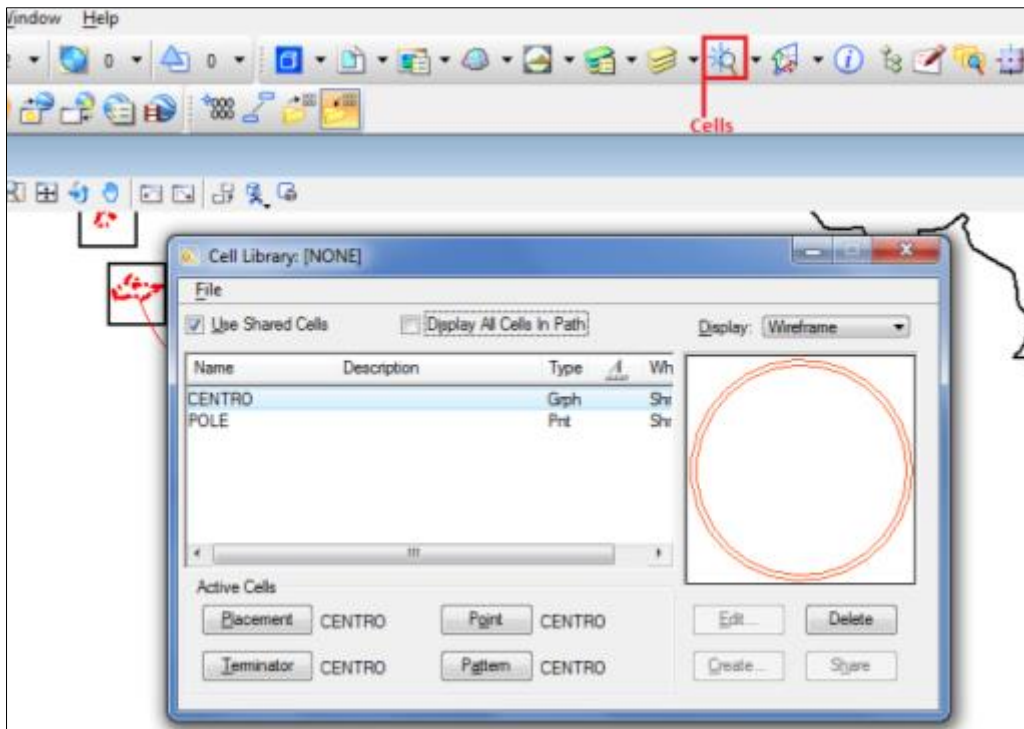 Window Help
0 0
Cells
Cell Library: [NONE]
File
Use Shared Cells Display All Cells In Path Display: Wireframe
Name Description Type Wh
CENTRO Grph Shr
POLE Pnt Shr
Active Cells
Placement CENTRO Point CENTRO Edit... Delete
Terminator CENTRO Pattern CENTRO Create... Share